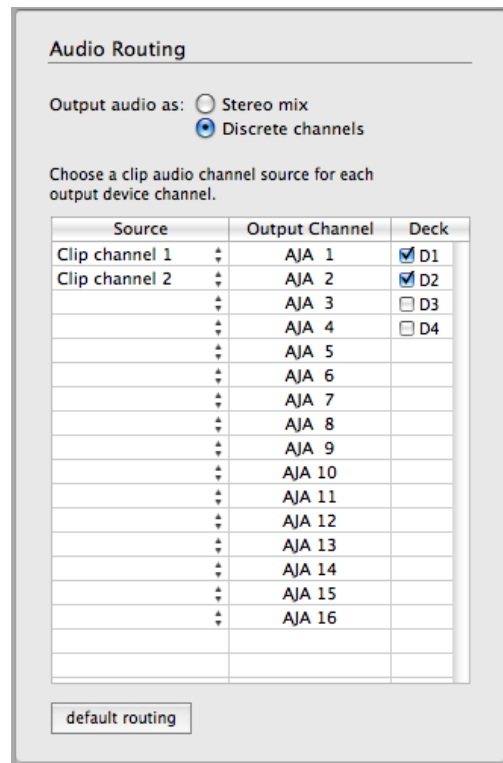 Audio Routing
Output audio as: Stereo mix
Discrete channels
Choose a clip audio channel source for each
output device channel.
Source Output Channel Deck
Clip channel 1 AJA 1 D1
Clip channel 2 AJA 2 D2
AJA 3 D3
AJA 4 D4
AJA 5
AJA 6
AJA 7
AJA 8
AJA 9
AJA 10
AJA 11
AJA 12
AJA 13
AJA 14
AJA 15
AJA 16
default routing